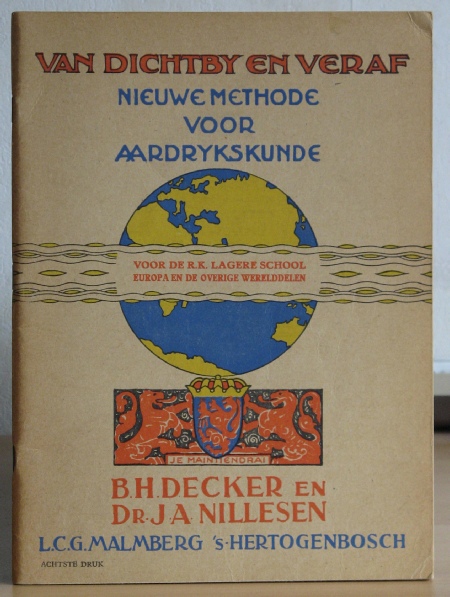 VAN DICHTBY EN VERAF
NIEUWE METHODE
VOOR
AARDRYKSKUNDE
VOOR DE R.K. LAGERE SCHOOL
EUROPA EN DE OVERIGE WERELDDELEN
JE MAINTIENDRAI
B.H. DECKER EN
DR. J.A. NILLESEN
L.C.G. MALMBERG 's-HERTOGENBOSCH
ACHTSTE DRUK